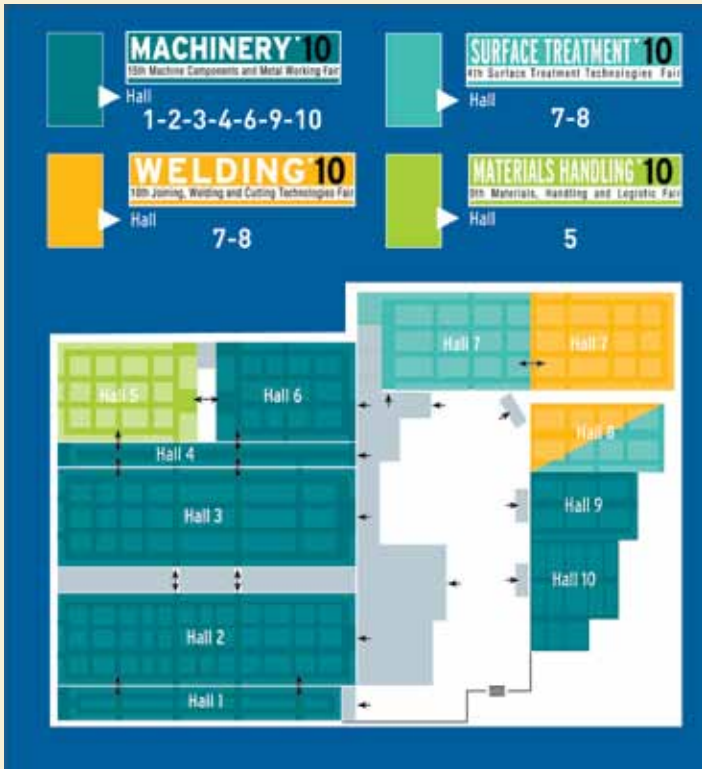 MACHINERY'10
15th Machine Components and Metal Working Fair
Hall
1-2-3-4-6-9-10
SURFACE TREATMENT'10
4th Surface Treatment Technologies Fair
Hall
7-8
WELDING'10
10th Joining, Welding and Cutting Technologies Fair
Hall
7-8
MATERIALS HANDLING'10
9th Materials, Handling and Logistic Fair
Hall
5
Hall 7
Hall 7
Hall 5
Hall 6
Hall 8
Hall 4
Hall 9
Hall 3
Hall 10
Hall 2
Hall 1